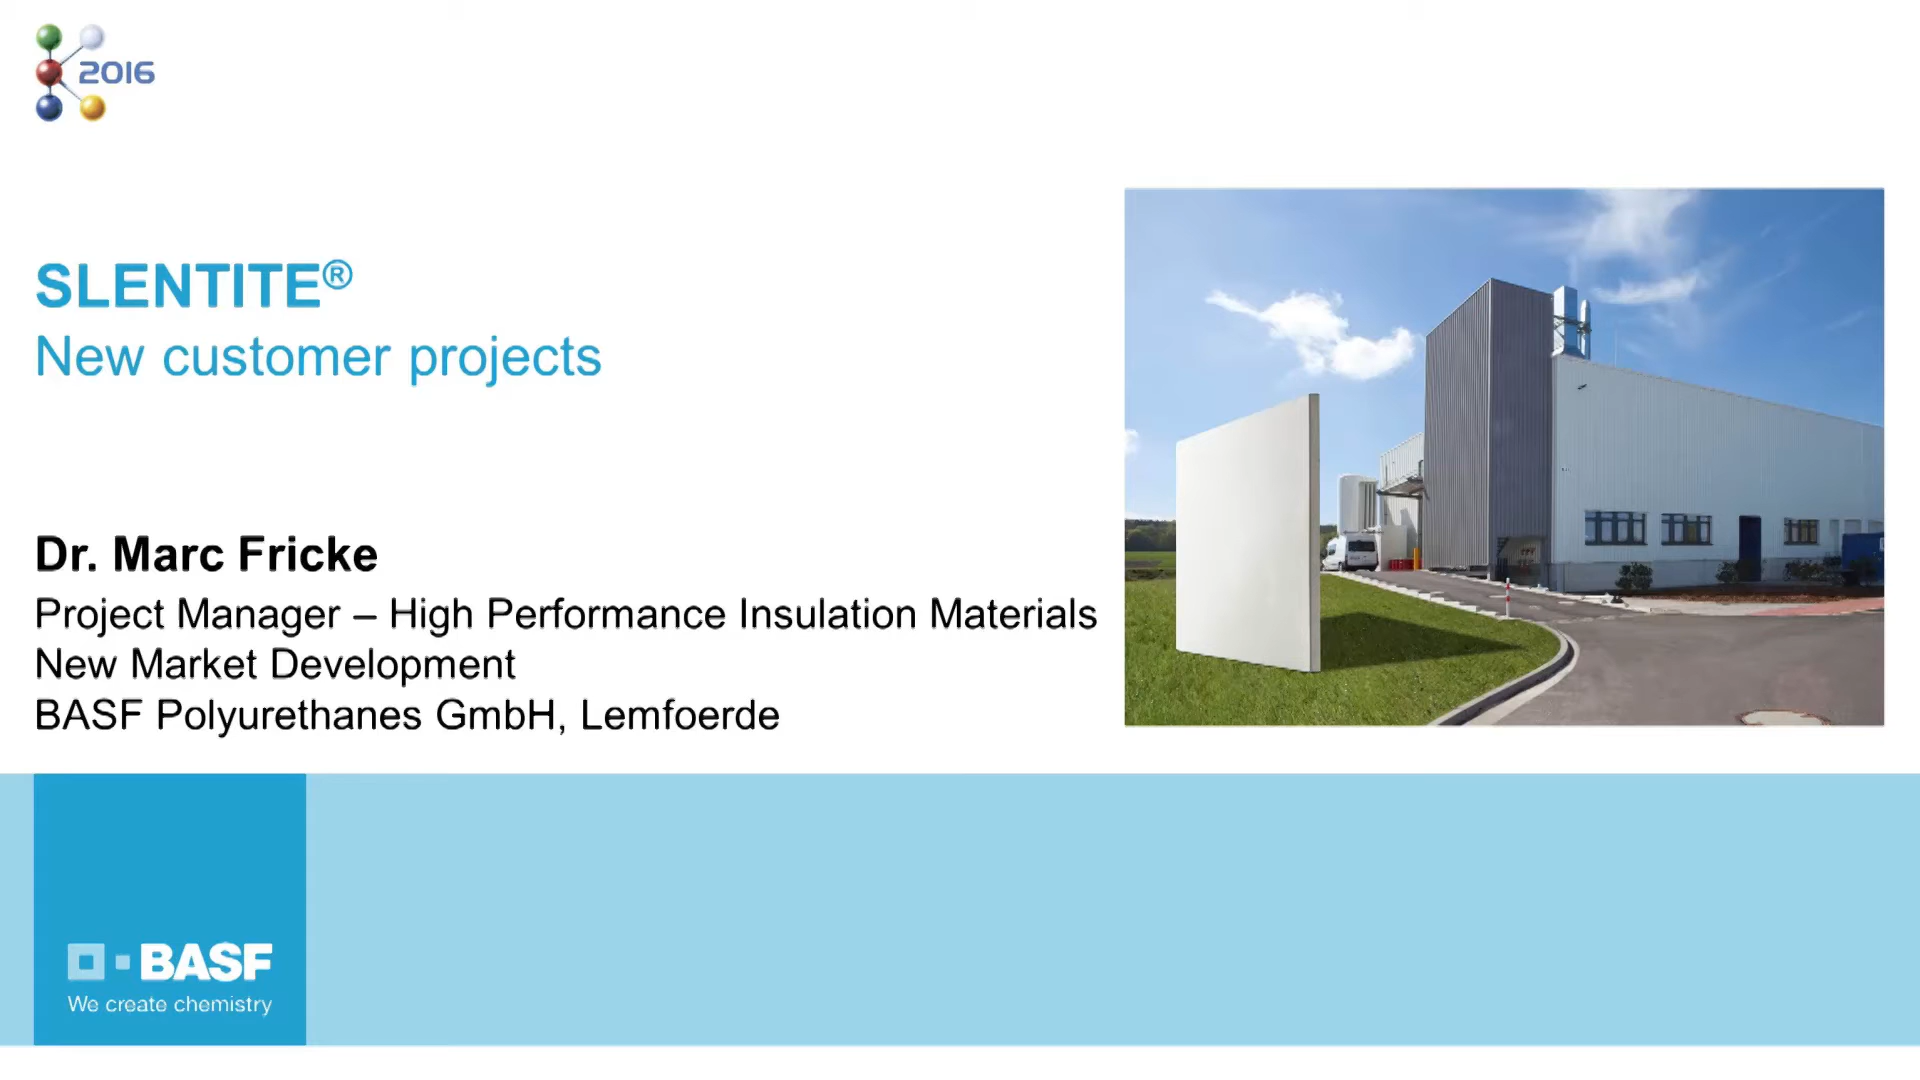 2016
SLENTITE®
New customer projects
Dr. Marc Fricke
Project Manager – High Performance Insulation Materials
New Market Development
BASF Polyurethanes GmbH, Lemfoerde
BASF
We create chemistry